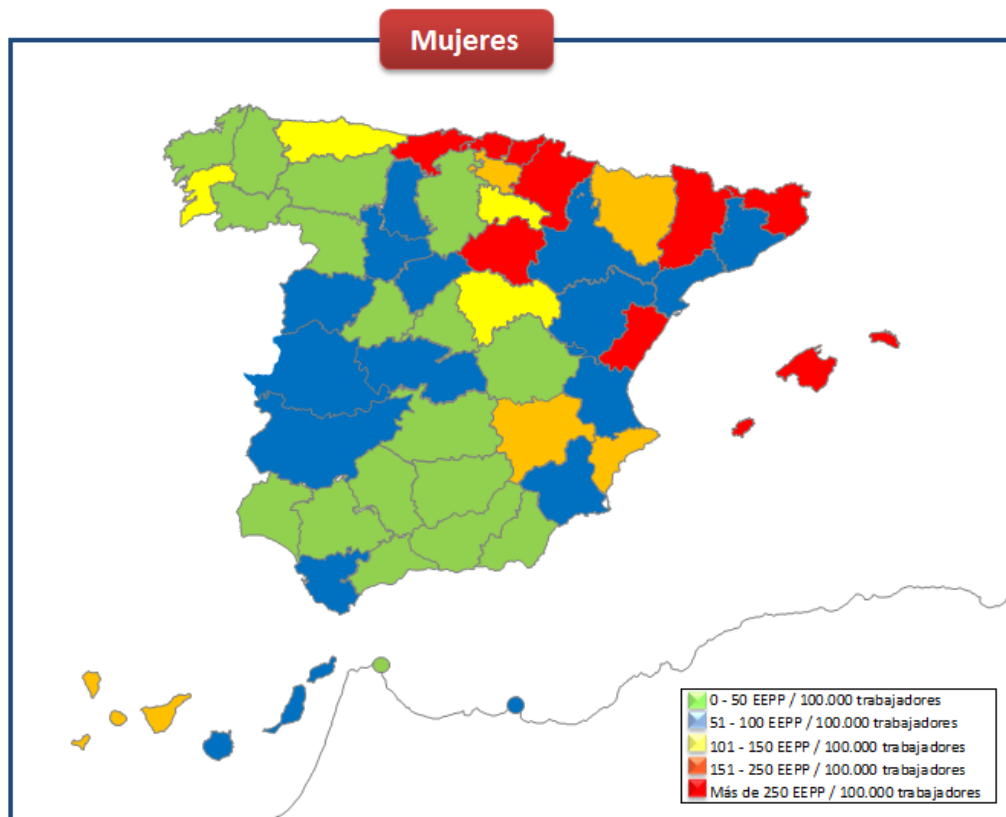 Mujeres
0 - 50 EEPP / 100.000 trabajadores
51 - 100 EEPP / 100.000 trabajadores
101 - 150 EEPP / 100.000 trabajadores
151 - 250 EEPP / 100.000 trabajadores
Más de 250 EEPP / 100.000 trabajadores